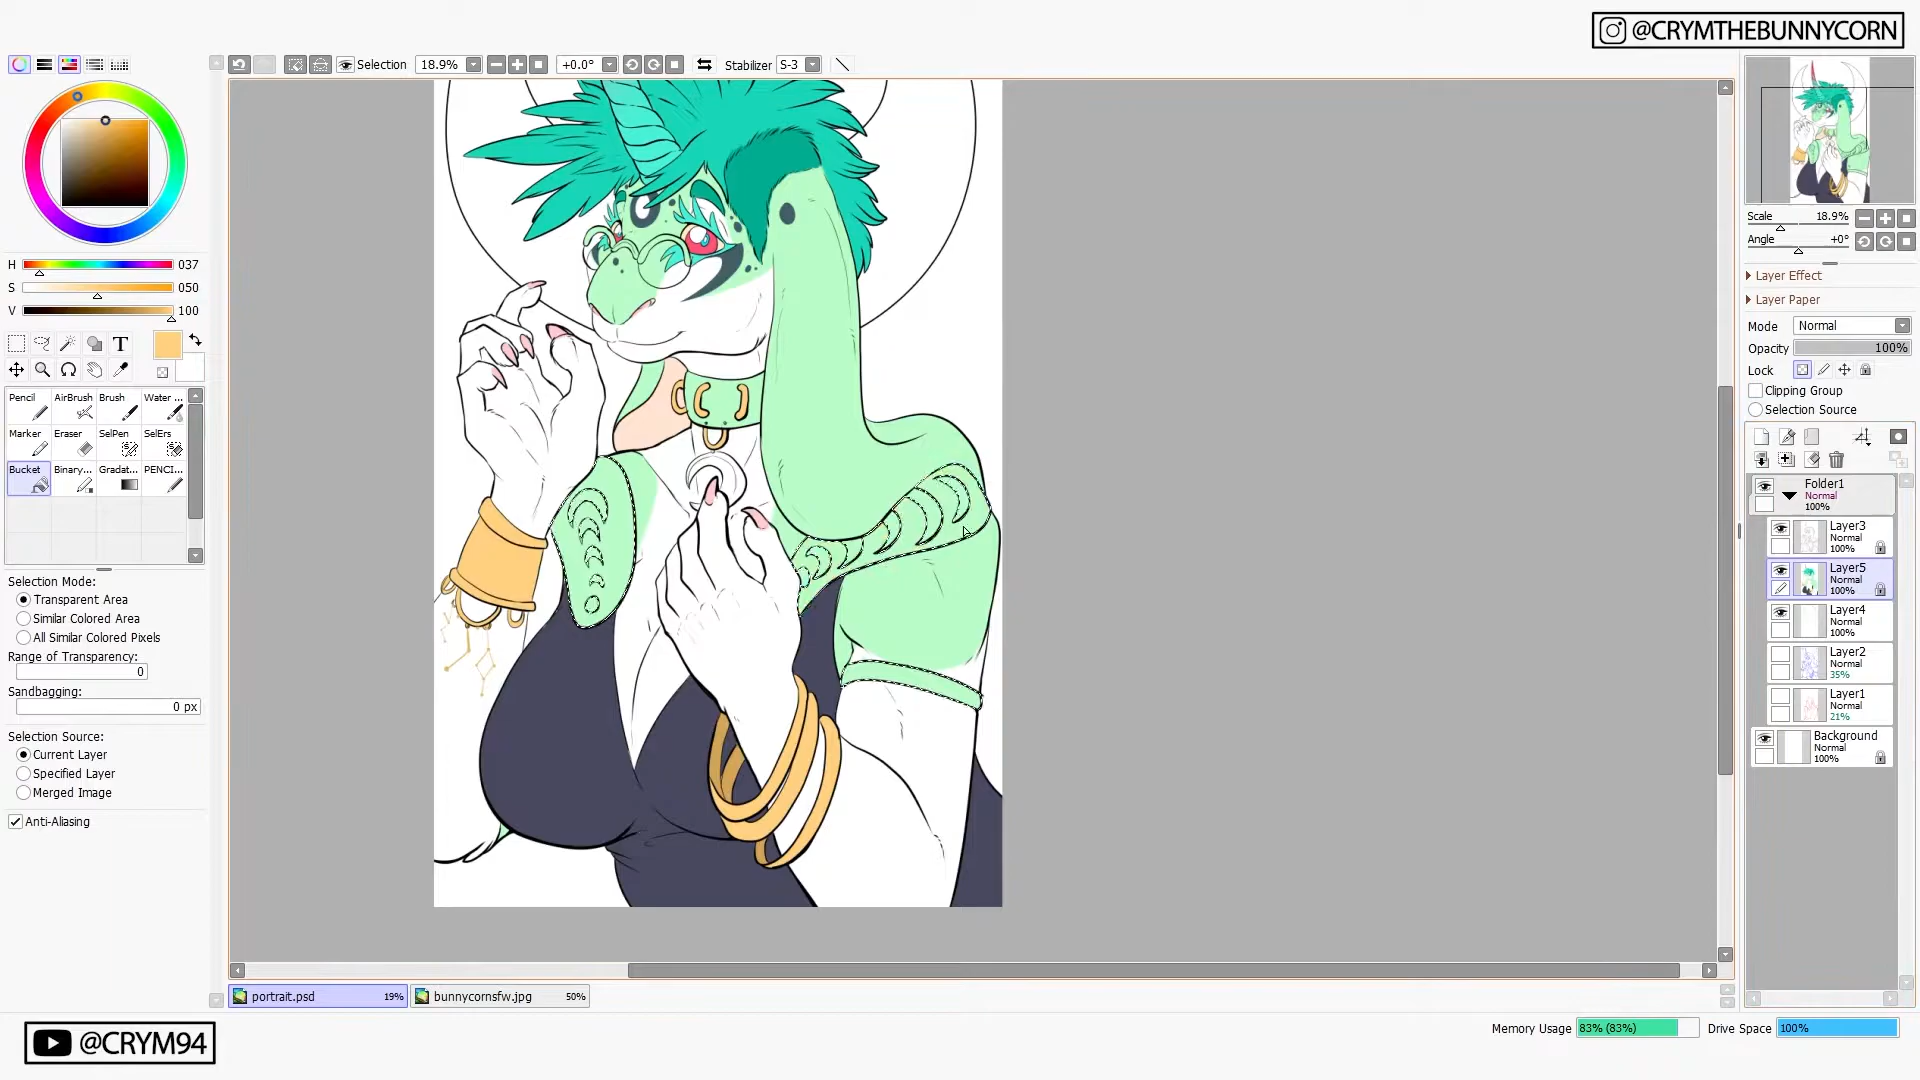 @CRYMTHEBUNNYCORN
Selection 18.9% +0.0° Stabilizer S-3
H 037
S 050
V 100
T
Pencil AirBrush Brush Water ...
Marker Eraser SelPen SelErs
Bucket Binary... Gradat... PENCI...
Selection Mode:
Transparent Area
Similar Colored Area
All Similar Colored Pixels
Range of Transparency:
0
Sandbagging:
0 px
Selection Source:
Current Layer
Specified Layer
Merged Image
Anti-Aliasing
Scale 18.9%
Angle +0°
Layer Effect
Layer Paper
Mode Normal
Opacity 100%
Lock
Clipping Group
Selection Source
Folder1
Normal
100%
Layer3
Normal
100%
Layer5
Normal
100%
Layer4
Normal
100%
Layer2
Normal
35%
Layer1
Normal
21%
Background
Normal
100%
portrait.psd 19% bunnycornsfw.jpg 50%
Memory Usage 83% (83%) Drive Space 100%
@CRYM94